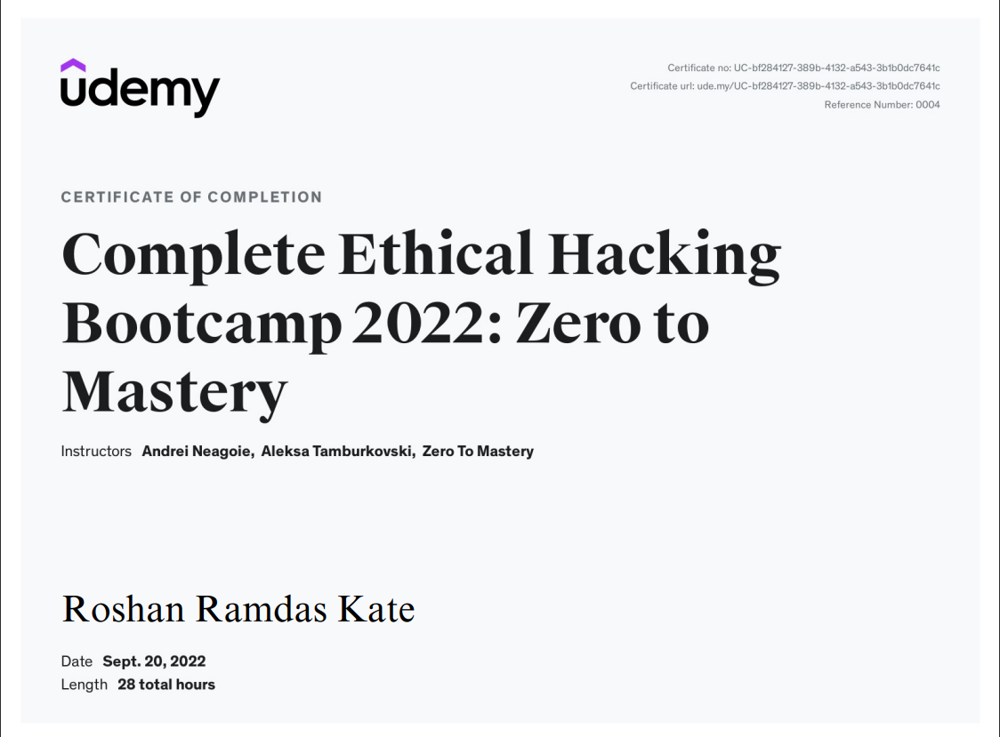 udemy
Certificate no: UC-bf284127-389b-4132-a543-3b1b0dc7641c
Certificate url: ude.my/UC-bf284127-389b-4132-a543-3b1b0dc7641c
Reference Number: 0004
CERTIFICATE OF COMPLETION
Complete Ethical Hacking
Bootcamp 2022: Zero to
Mastery
Instructors Andrei Neagoie, Aleksa Tamburkovski, Zero To Mastery
Roshan Ramdas Kate
Date Sept. 20, 2022
Length 28 total hours